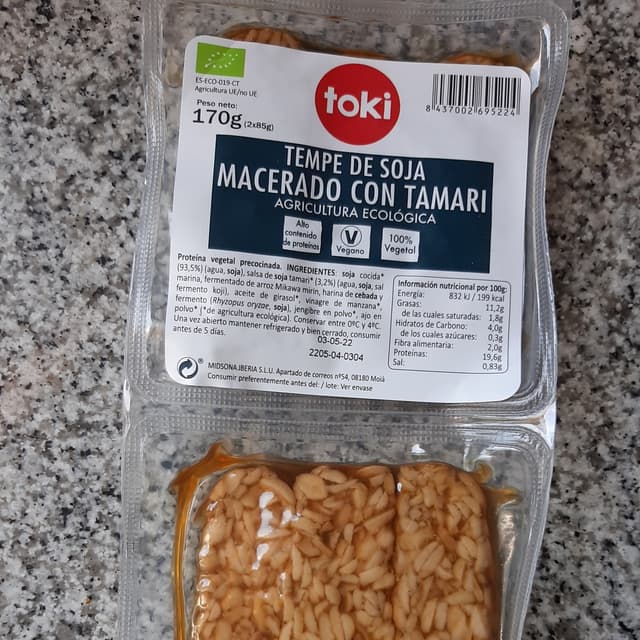 ES-ECO-019-CT
Agricultura UE/no UE
Peso neto:
170g (2x85g)
toki
8 437002 695224
TEMPE DE SOJA
MACERADO CON TAMARI
AGRICULTURA ECOLÓGICA
Alto
contenido
de proteínas
V
Vegano
100%
Vegetal
Proteína vegetal precocinada. INGREDIENTES: soja cocida*
(93,5%) (agua, soja), salsa de soja tamari* (3,2%) (agua, soja, sal
marina, fermentado de arroz Mikawa mirin, harina de cebada y
fermento koji), aceite de girasol*, vinagre de manzana*,
fermento (Rhyzopus oryzae, soja), jengibre en polvo*, ajo en
polvo* (*de agricultura ecológica). Conservar entre 0ºC y 4ºC.
Una vez abierto mantener refrigerado y bien cerrado, consumir
antes de 5 días.
03-05-22
2205-04-0304
MIDSONA IBERIA S.L.U. Apartado de correos nº54, 08180 Moià
Consumir preferentemente antes del: / lote: Ver envase
Información nutricional por 100g:
Energía: 832 kJ / 199 kcal
Grasas: 11,2g
de las cuales saturadas: 1,8g
Hidratos de Carbono: 4,0g
de los cuales azúcares: 0,3g
Fibra alimentaria: 2,0g
Proteínas: 19,6g
Sal: 0,83g